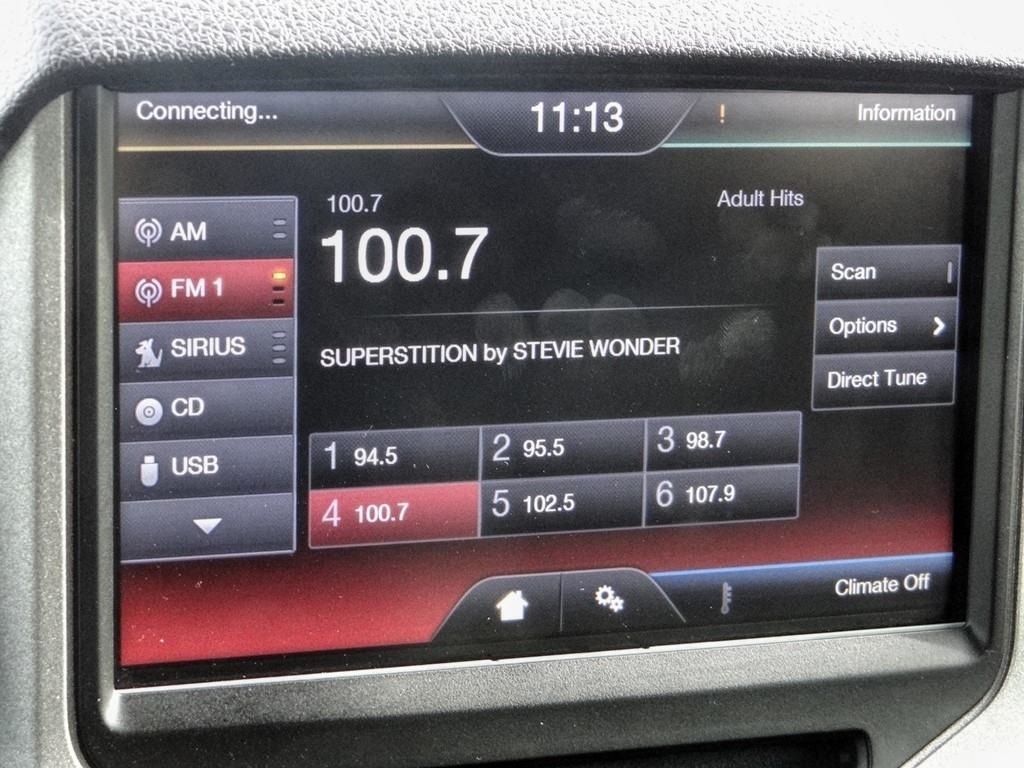 Connecting...
11:13
!
Information
AM
FM 1
SIRIUS
CD
USB
100.7
Adult Hits
100.7
SUPERSTITION by STEVIE WONDER
Scan
Options
Direct Tune
1 94.5
2 95.5
3 98.7
4 100.7
5 102.5
6 107.9
Climate Off